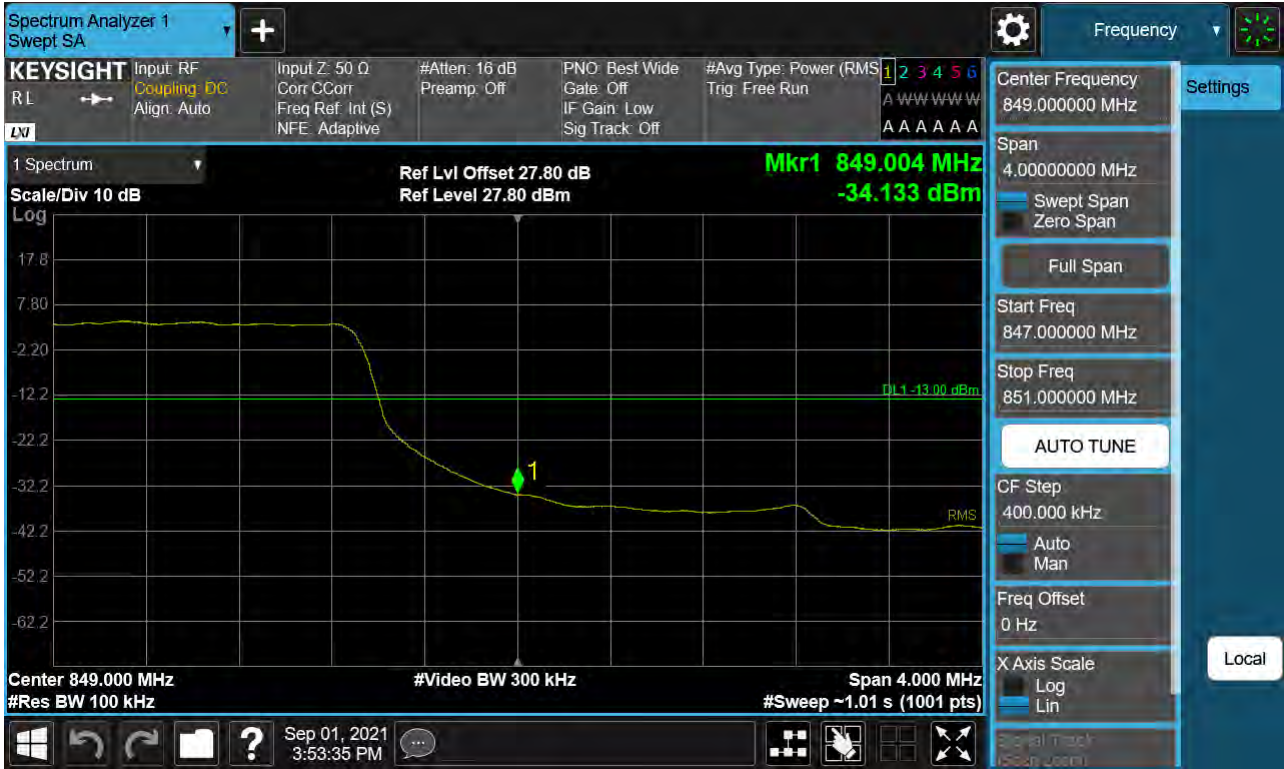 Spectrum Analyzer 1
Swept SA
+
Frequency
KEYSIGHT
R L
LXI
Input: RF
Coupling: DC
Align: Auto
Input Z: 50 Ω
Corr CCorr
Freq Ref: Int (S)
NFE: Adaptive
#Atten: 16 dB
Preamp: Off
PNO: Best Wide
Gate: Off
IF Gain: Low
Sig Track: Off
#Avg Type: Power (RMS
Trig: Free Run
1 2 3 4 5 6
A W W W W W
A A A A A A
Center Frequency
849.000000 MHz
Settings
Span
4.00000000 MHz
Swept Span
Zero Span
Full Span
Start Freq
847.000000 MHz
Stop Freq
851.000000 MHz
AUTO TUNE
CF Step
400.000 kHz
Auto
Man
Freq Offset
0 Hz
X Axis Scale
Log
Lin
Local
1 Spectrum
Scale/Div 10 dB
Log
Ref Lvl Offset 27.80 dB
Ref Level 27.80 dBm
Mkr1 849.004 MHz
-34.133 dBm
17.8
7.80
-2.20
-12.2
DL1 -13.00 dBm
-22.2
1
-32.2
RMS
-42.2
-52.2
-62.2
Center 849.000 MHz
#Video BW 300 kHz
Span 4.000 MHz
#Res BW 100 kHz
#Sweep ~1.01 s (1001 pts)
?
Sep 01, 2021
3:53:35 PM